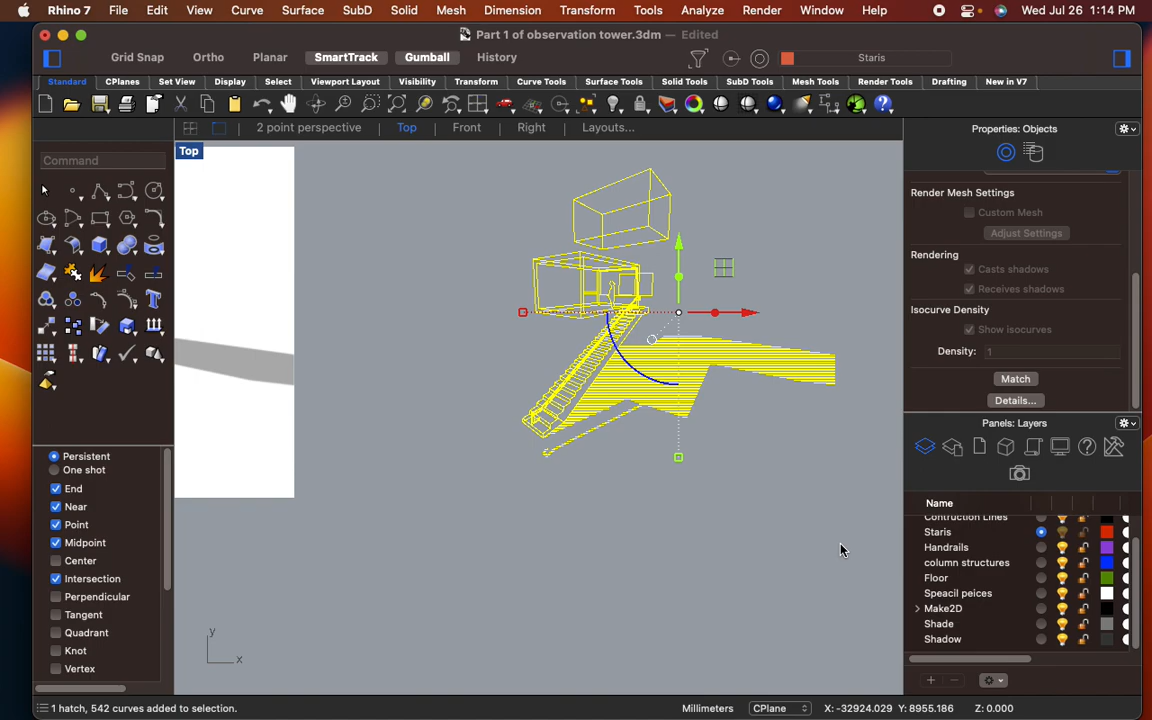 Rhino 7 File Edit View Curve Surface SubD Solid Mesh Dimension Transform Tools Analyze Render Window Help Wed Jul 26 1:14 PM
Part 1 of observation tower.3dm — Edited
Grid Snap Ortho Planar SmartTrack Gumball History Staris
Standard CPlanes Set View Display Select Viewport Layout Visibility Transform Curve Tools Surface Tools Solid Tools SubD Tools Mesh Tools Render Tools Drafting New in V7
2 point perspective Top Front Right Layouts... Properties: Objects
Top
Command
Render Mesh Settings
Custom Mesh
Adjust Settings
Rendering
Casts shadows
Receives shadows
Isocurve Density
Show isocurves
Density: 1
Match
Details...
Panels: Layers
Name
Contruction Lines
Staris
Handrails
column structures
Floor
Speacil peices
Make2D
Shade
Shadow
Persistent
One shot
End
Near
Point
Midpoint
Center
Intersection
Perpendicular
Tangent
Quadrant
Knot
Vertex
y
x
1 hatch, 542 curves added to selection. Millimeters CPlane X: -32924.029 Y: 8955.186 Z: 0.000